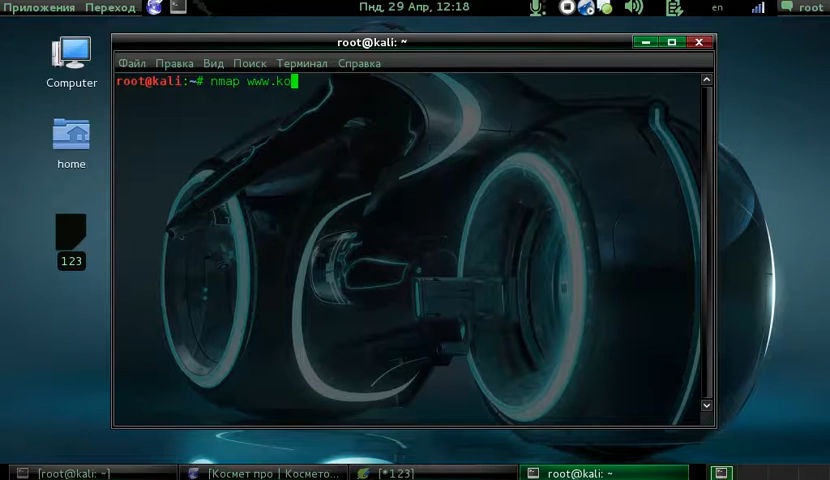 Приложения Переход Пнд, 29 Апр, 12:18 en root
root@kali: ~
Файл Правка Вид Поиск Терминал Справка
root@kali:~# nmap www.ko
Computer
home
123
[root@kali: ~] [Космет про | Космето... [*123] root@kali: ~